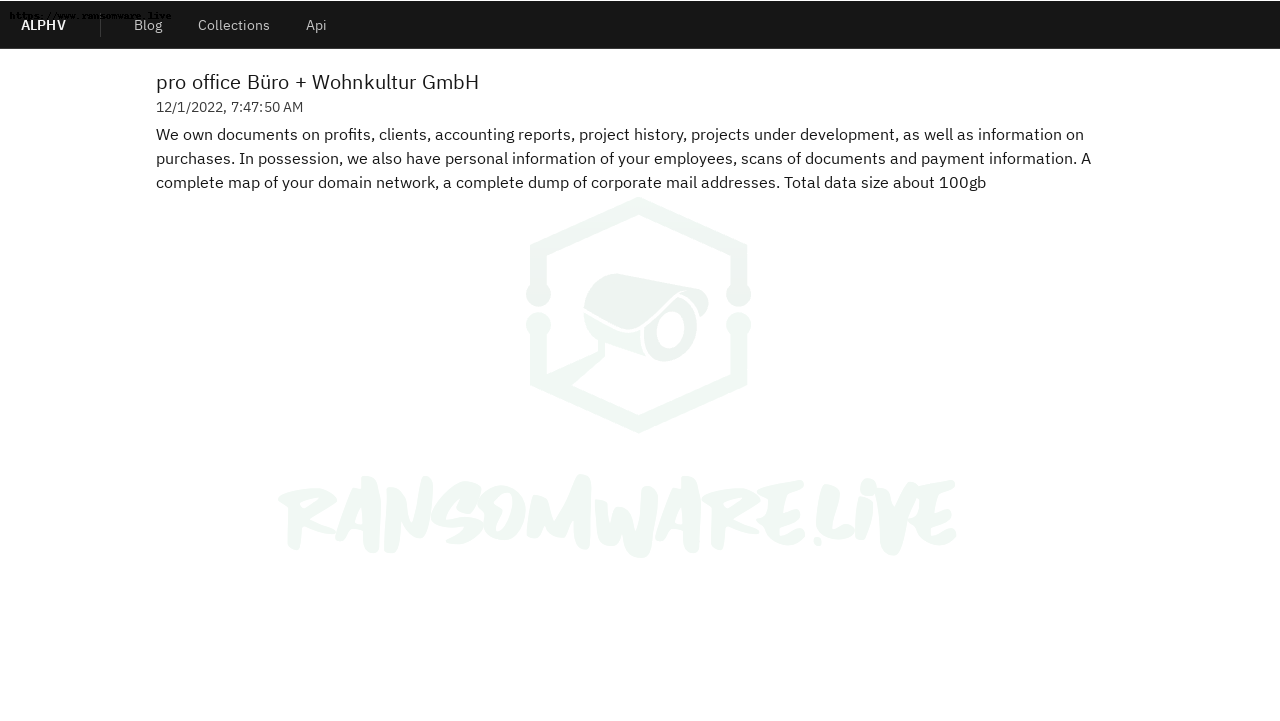 https://www.ransomware.live
ALPHV Blog Collections Api
pro office Büro + Wohnkultur GmbH
12/1/2022, 7:47:50 AM
We own documents on profits, clients, accounting reports, project history, projects under development, as well as information on
purchases. In possession, we also have personal information of your employees, scans of documents and payment information. A
complete map of your domain network, a complete dump of corporate mail addresses. Total data size about 100gb
RANSOMWARE.LIVE